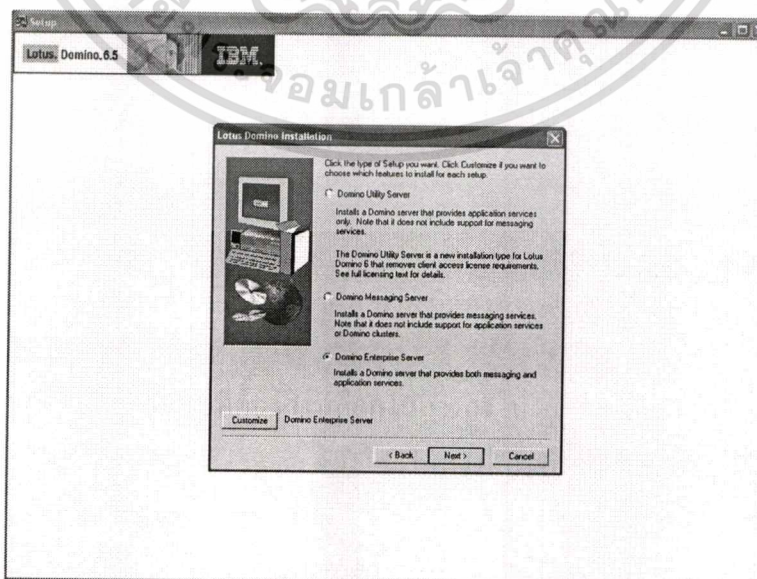 Setup
Lotus. Domino. 6.5
IBM.
จอมเกล้าเจ้าคุณ
Lotus Domino Installation
Click the type of Setup you want. Click Customize if you want to
choose which features to install for each setup.
Domino Utility Server
Installs a Domino server that provides application services
only. Note that it does not include support for messaging
services.
The Domino Utility Server is a new installation type for Lotus
Domino 6 that removes client access license requirements.
See full licensing text for details.
Domino Messaging Server
Installs a Domino server that provides messaging services.
Note that it does not include support for application services
or Domino clusters.
Domino Enterprise Server
Installs a Domino server that provides both messaging and
application services.
Customize Domino Enterprise Server
< Back Next > Cancel